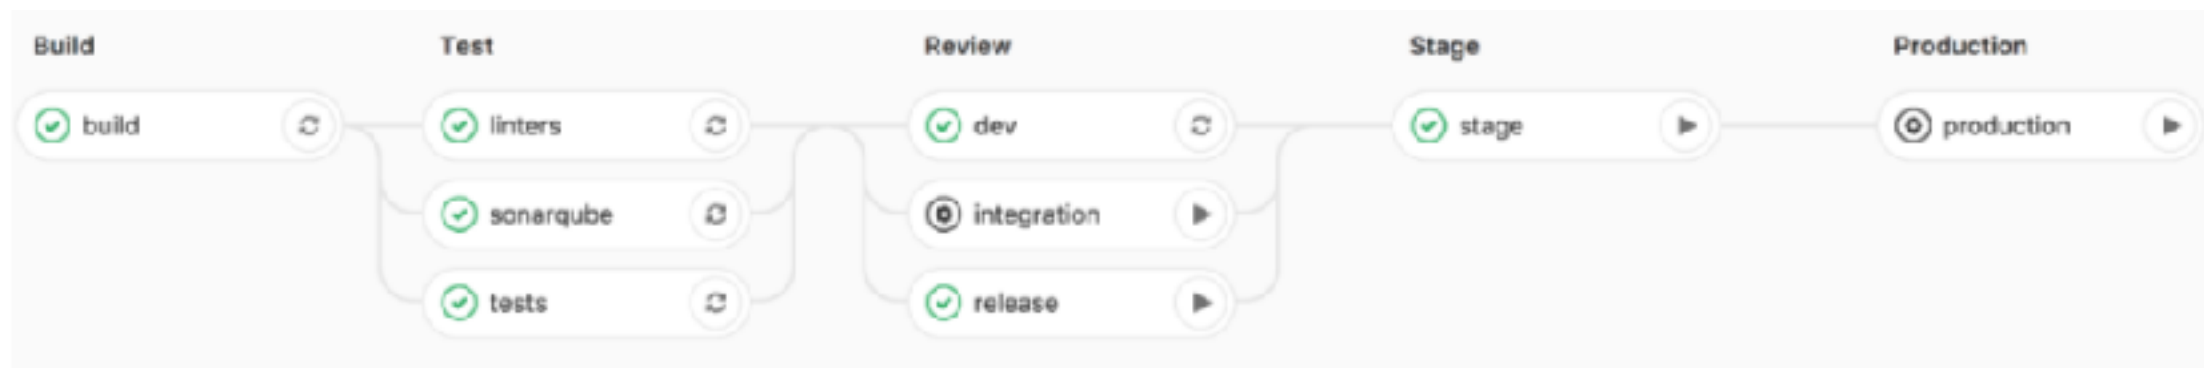 Build
Test
Review
Stage
Production
build
linters
dev
stage
production
sonarqube
integration
tests
release